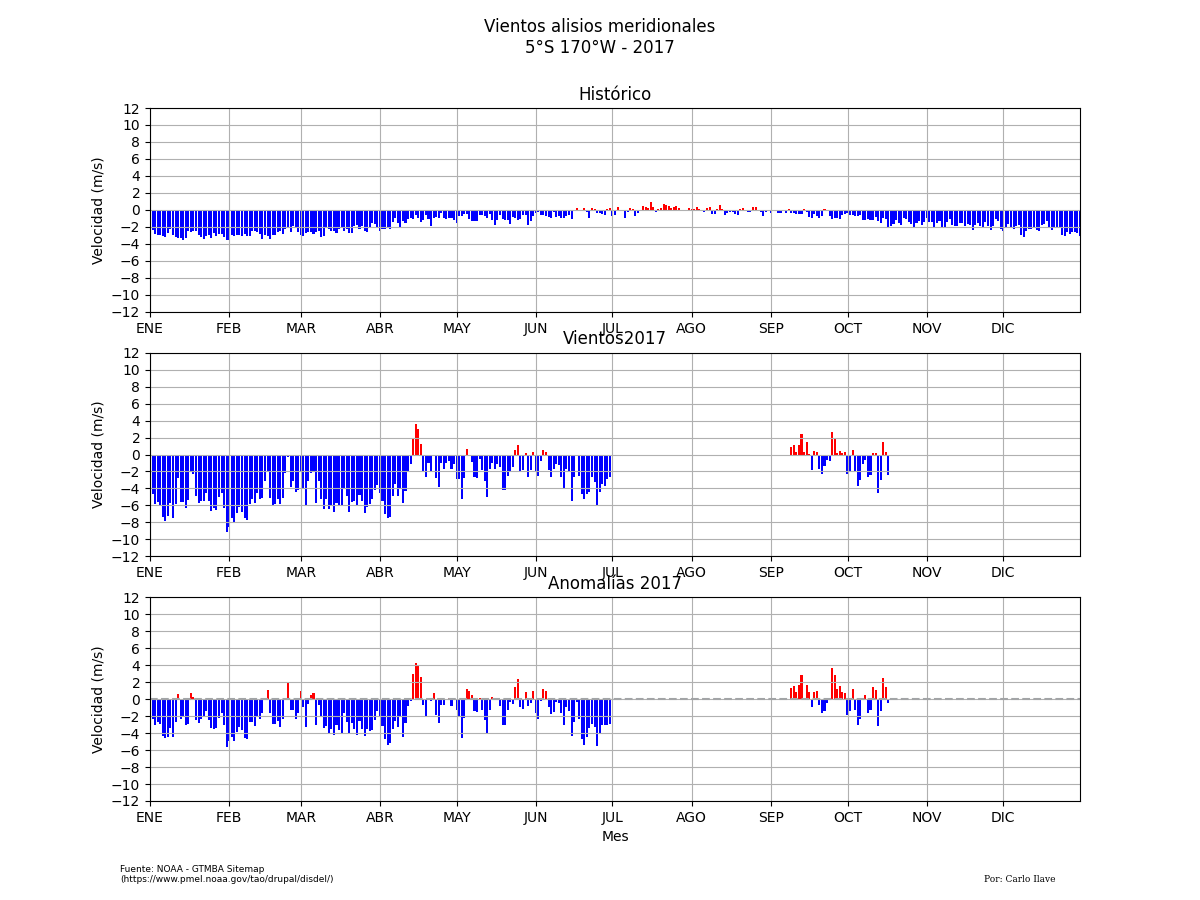 Vientos alisios meridionales
5°S 170°W - 2017
Histórico
12
10
8
6
4
2
0
−2
−4
−6
−8
−10
−12
Velocidad (m/s)
ENE FEB MAR ABR MAY JUN JUL AGO SEP OCT NOV DIC
Vientos2017
12
10
8
6
4
2
0
−2
−4
−6
−8
−10
−12
Velocidad (m/s)
ENE FEB MAR ABR MAY JUN JUL AGO SEP OCT NOV DIC
Anomalías 2017
12
10
8
6
4
2
0
−2
−4
−6
−8
−10
−12
Velocidad (m/s)
ENE FEB MAR ABR MAY JUN JUL AGO SEP OCT NOV DIC
Mes
Fuente: NOAA - GTMBA Sitemap
(https://www.pmel.noaa.gov/tao/drupal/disdel/)
Por: Carlo Ilave